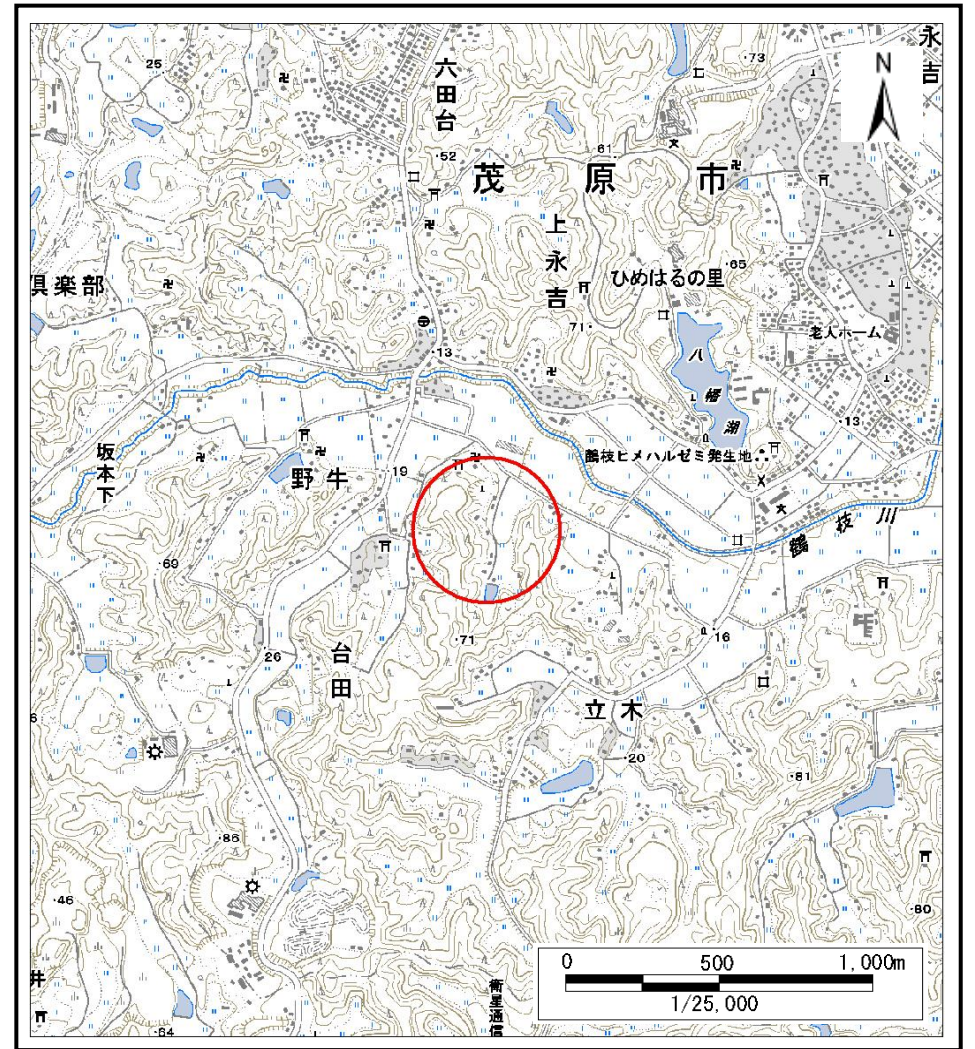 永吉
N
六田台
25
73
52
61
茂原市
上永吉
65
ひめはるの里
倶楽部
71
老人ホーム
八幡湖
13
13
坂本下
鶴枝ヒメハルゼミ発生地
野牛
19
鶴枝川
69
71
16
26
台田
立木
20
81
86
46
80
井
衛星通信
64
0 500 1,000m
1/25,000